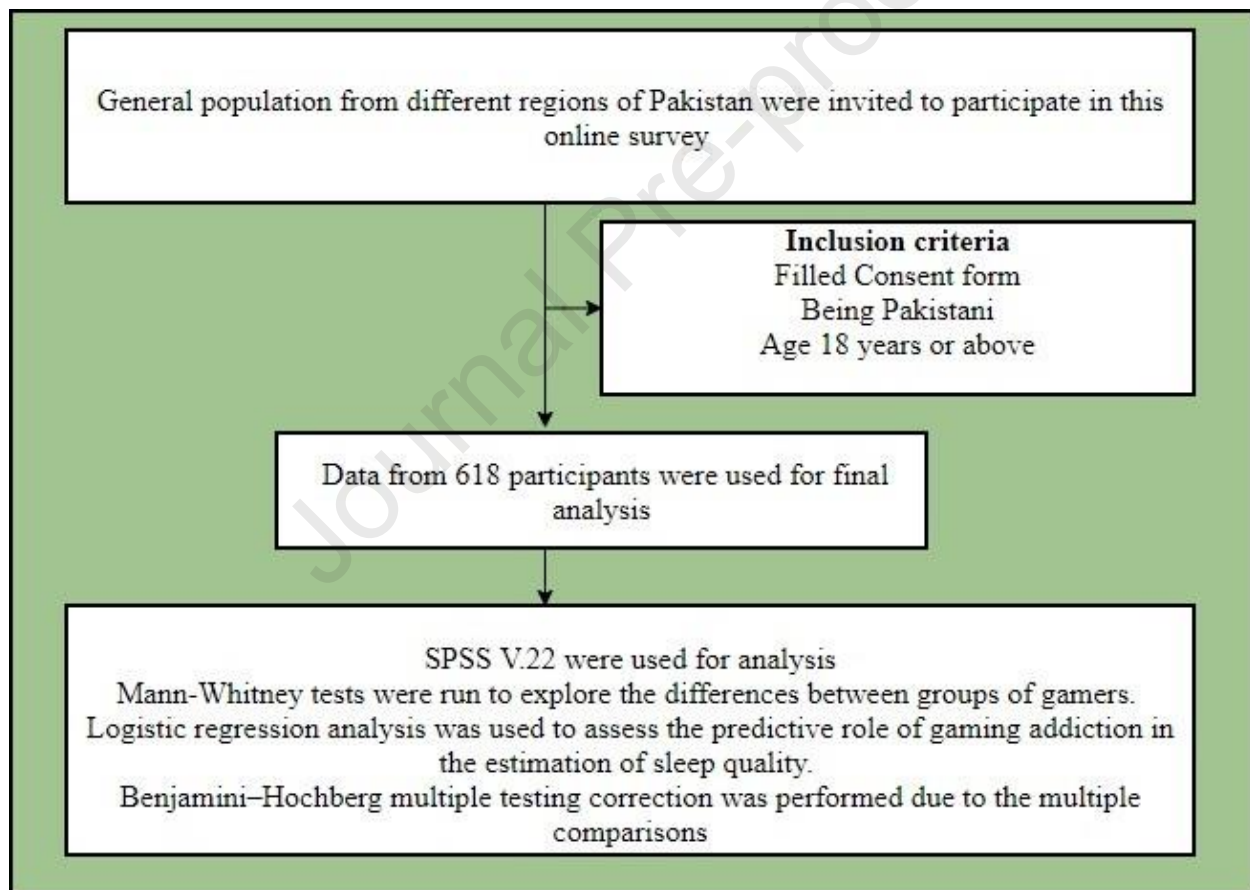 General population from different regions of Pakistan were invited to participate in this
online survey
Inclusion criteria
Filled Consent form
Being Pakistani
Age 18 years or above
Data from 618 participants were used for final
analysis
SPSS V.22 were used for analysis
Mann-Whitney tests were run to explore the differences between groups of gamers.
Logistic regression analysis was used to assess the predictive role of gaming addiction in
the estimation of sleep quality.
Benjamini–Hochberg multiple testing correction was performed due to the multiple
comparisons
Journal Pre-proo